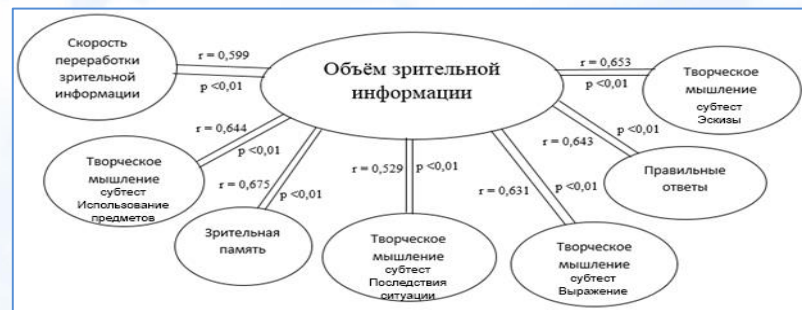 Скорость
переработки
зрительной
информации
r = 0,599
p <0,01
Объём зрительной
информации
r = 0,653
p <0,01
Творческое
мышление
субтест
Эскизы
r = 0,644
p <0,01
Творческое
мышление
субтест
Использование
предметов
r = 0,675
p <0,01
Зрительная
память
r = 0,529
p <0,01
Творческое
мышление
субтест
Последствия
ситуации
r = 0,631
p <0,01
Творческое
мышление
субтест
Выражение
r = 0,643
p <0,01
Правильные
ответы